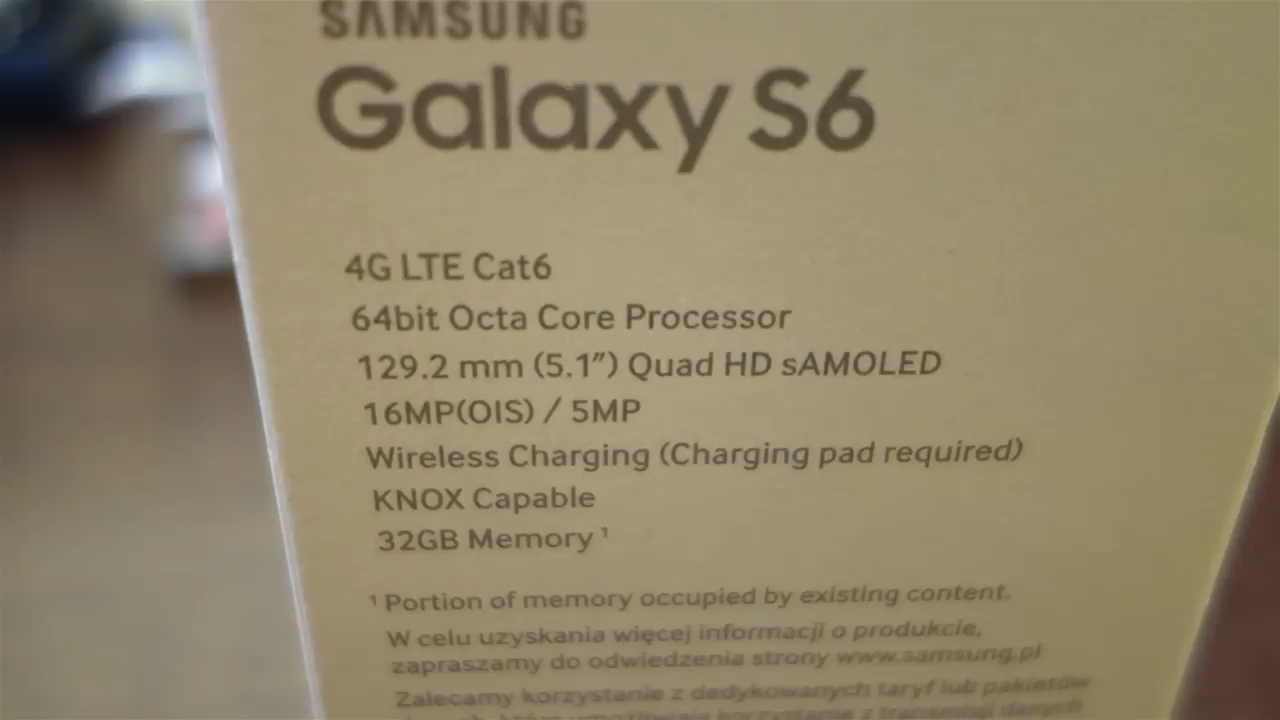 SAMSUNG
Galaxy S6
4G LTE Cat6
64bit Octa Core Processor
129.2 mm (5.1″) Quad HD sAMOLED
16MP(OIS) / 5MP
Wireless Charging (Charging pad required)
KNOX Capable
32GB Memory ¹
¹ Portion of memory occupied by existing content.
W celu uzyskania więcej informacji o produkcie,
zapraszamy do odwiedzenia strony www.samsung.pl
Zalecamy korzystanie z dedykowanych taryf lub pakietów
korzystanie z transmisji danych